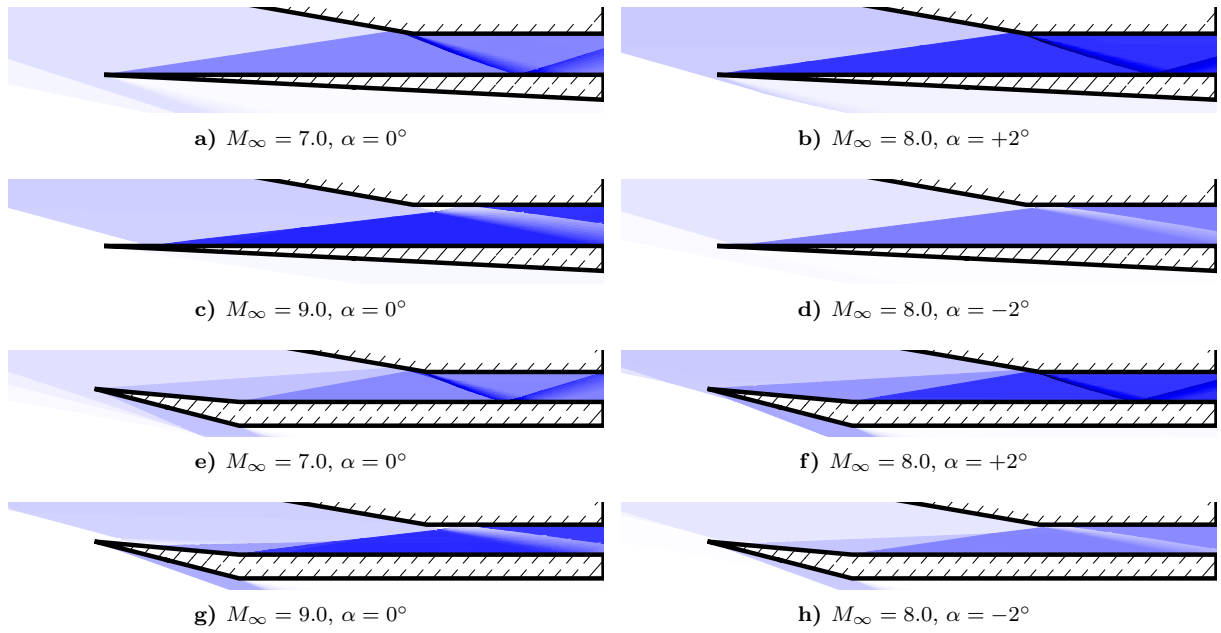 a) M∞ = 7.0, α = 0°
b) M∞ = 8.0, α = +2°
c) M∞ = 9.0, α = 0°
d) M∞ = 8.0, α = −2°
e) M∞ = 7.0, α = 0°
f) M∞ = 8.0, α = +2°
g) M∞ = 9.0, α = 0°
h) M∞ = 8.0, α = −2°